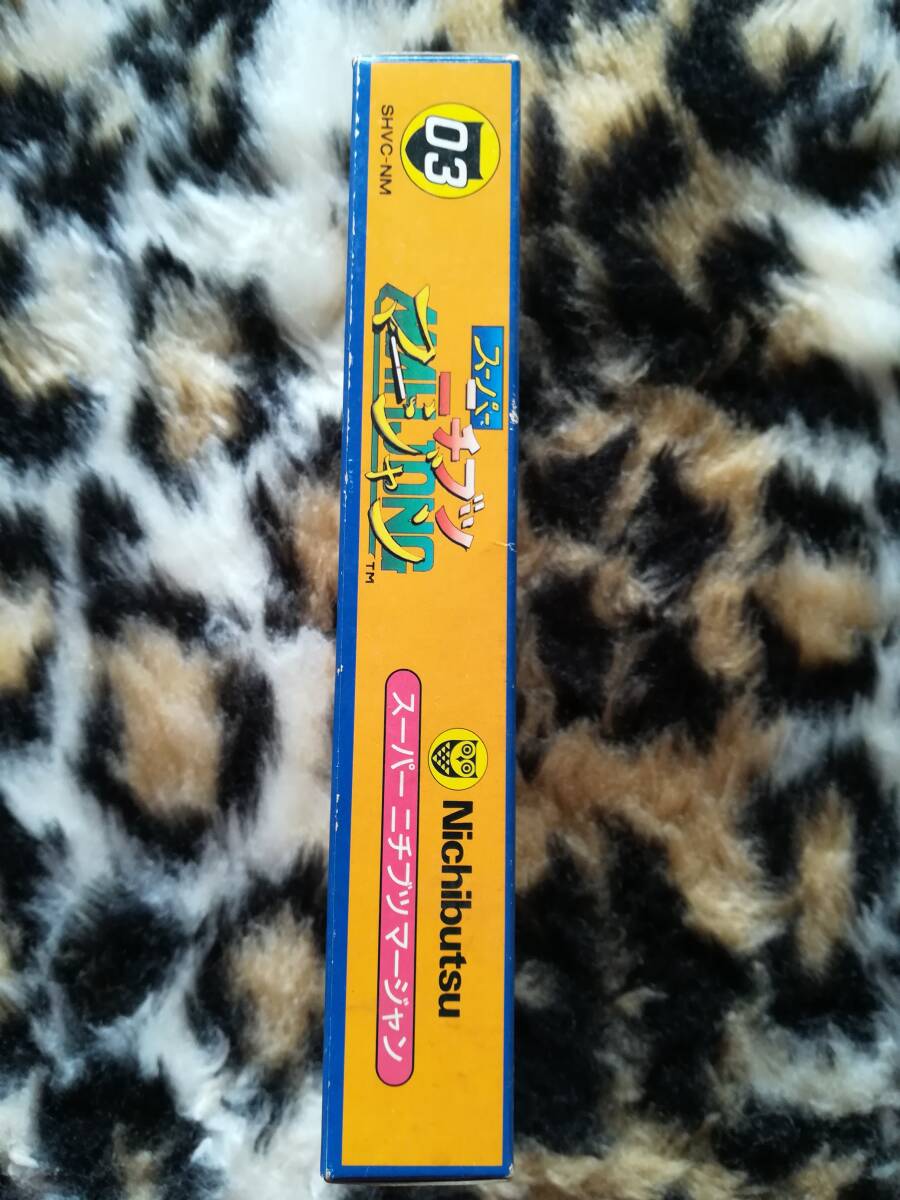 03
SHVC-NM
スーパー
ニチブツ
マージャン
MAHJONG
TM
Nichibutsu
スーパー ニチブツ マージャン